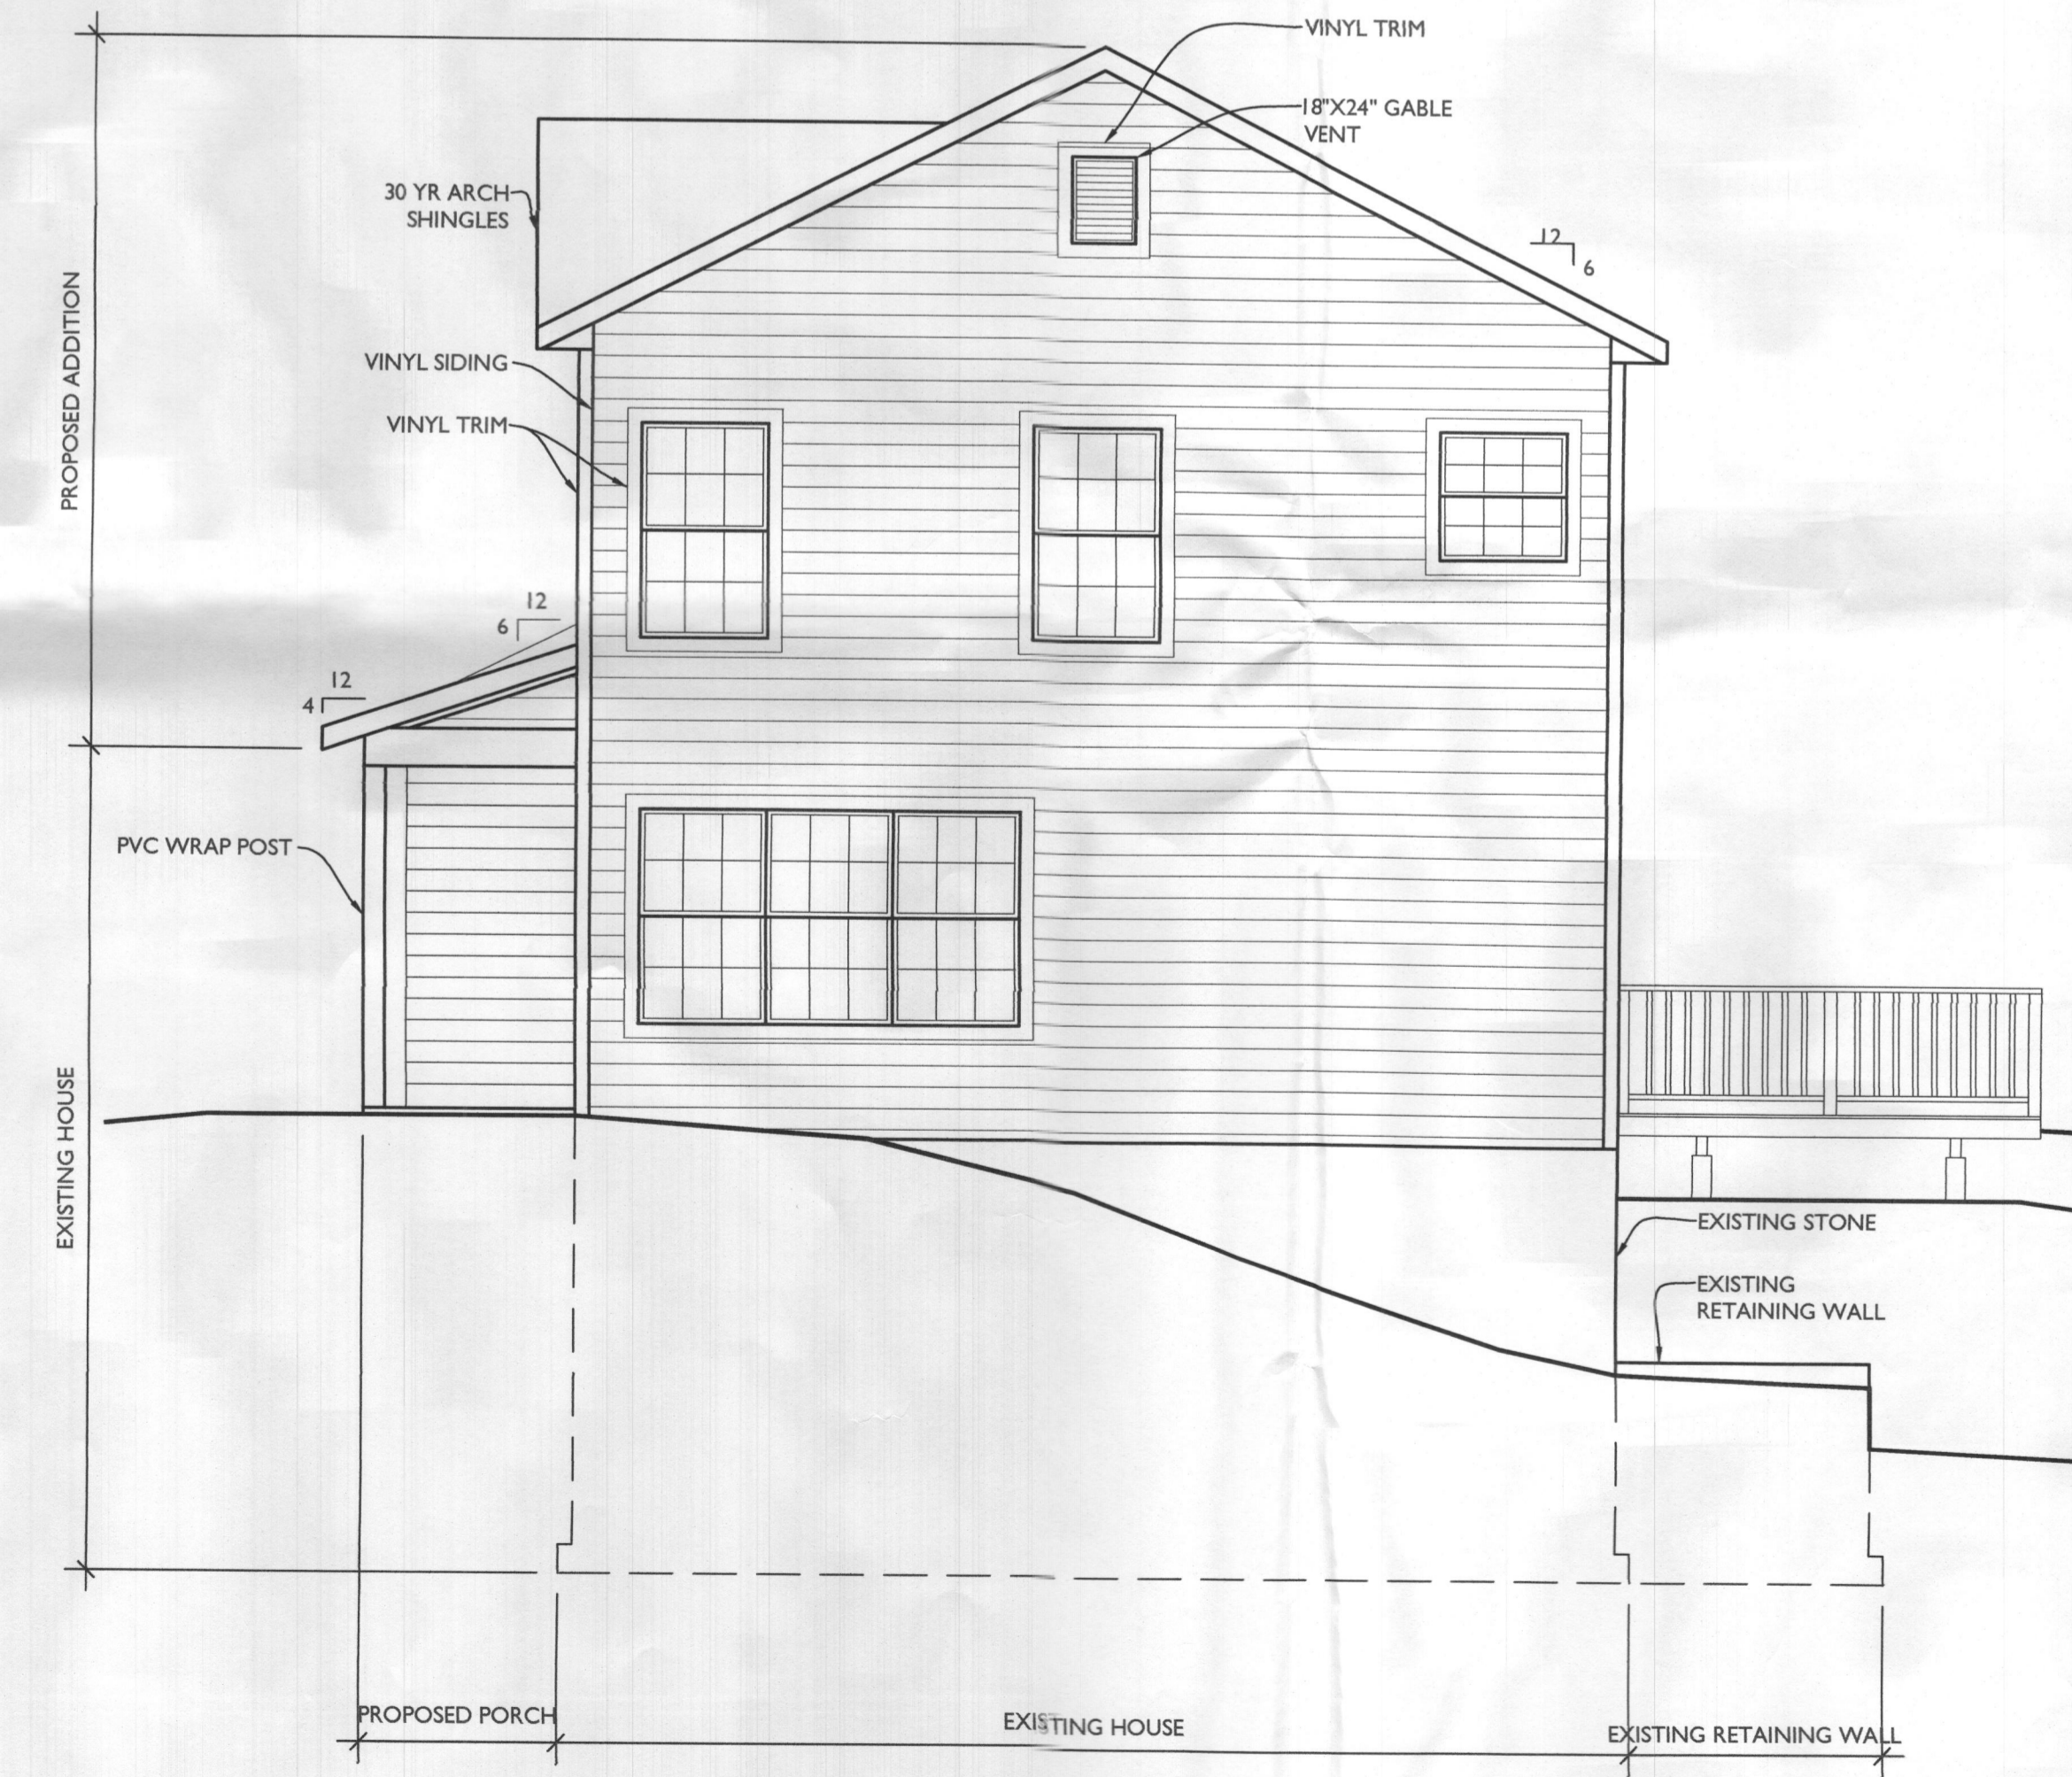 VINYL TRIM
18"X24" GABLE
VENT
30 YR ARCH
SHINGLES
12
6
PROPOSED ADDITION
VINYL SIDING
VINYL TRIM
12
6
12
4
PVC WRAP POST
EXISTING HOUSE
EXISTING STONE
EXISTING
RETAINING WALL
PROPOSED PORCH
EXISTING HOUSE
EXISTING RETAINING WALL